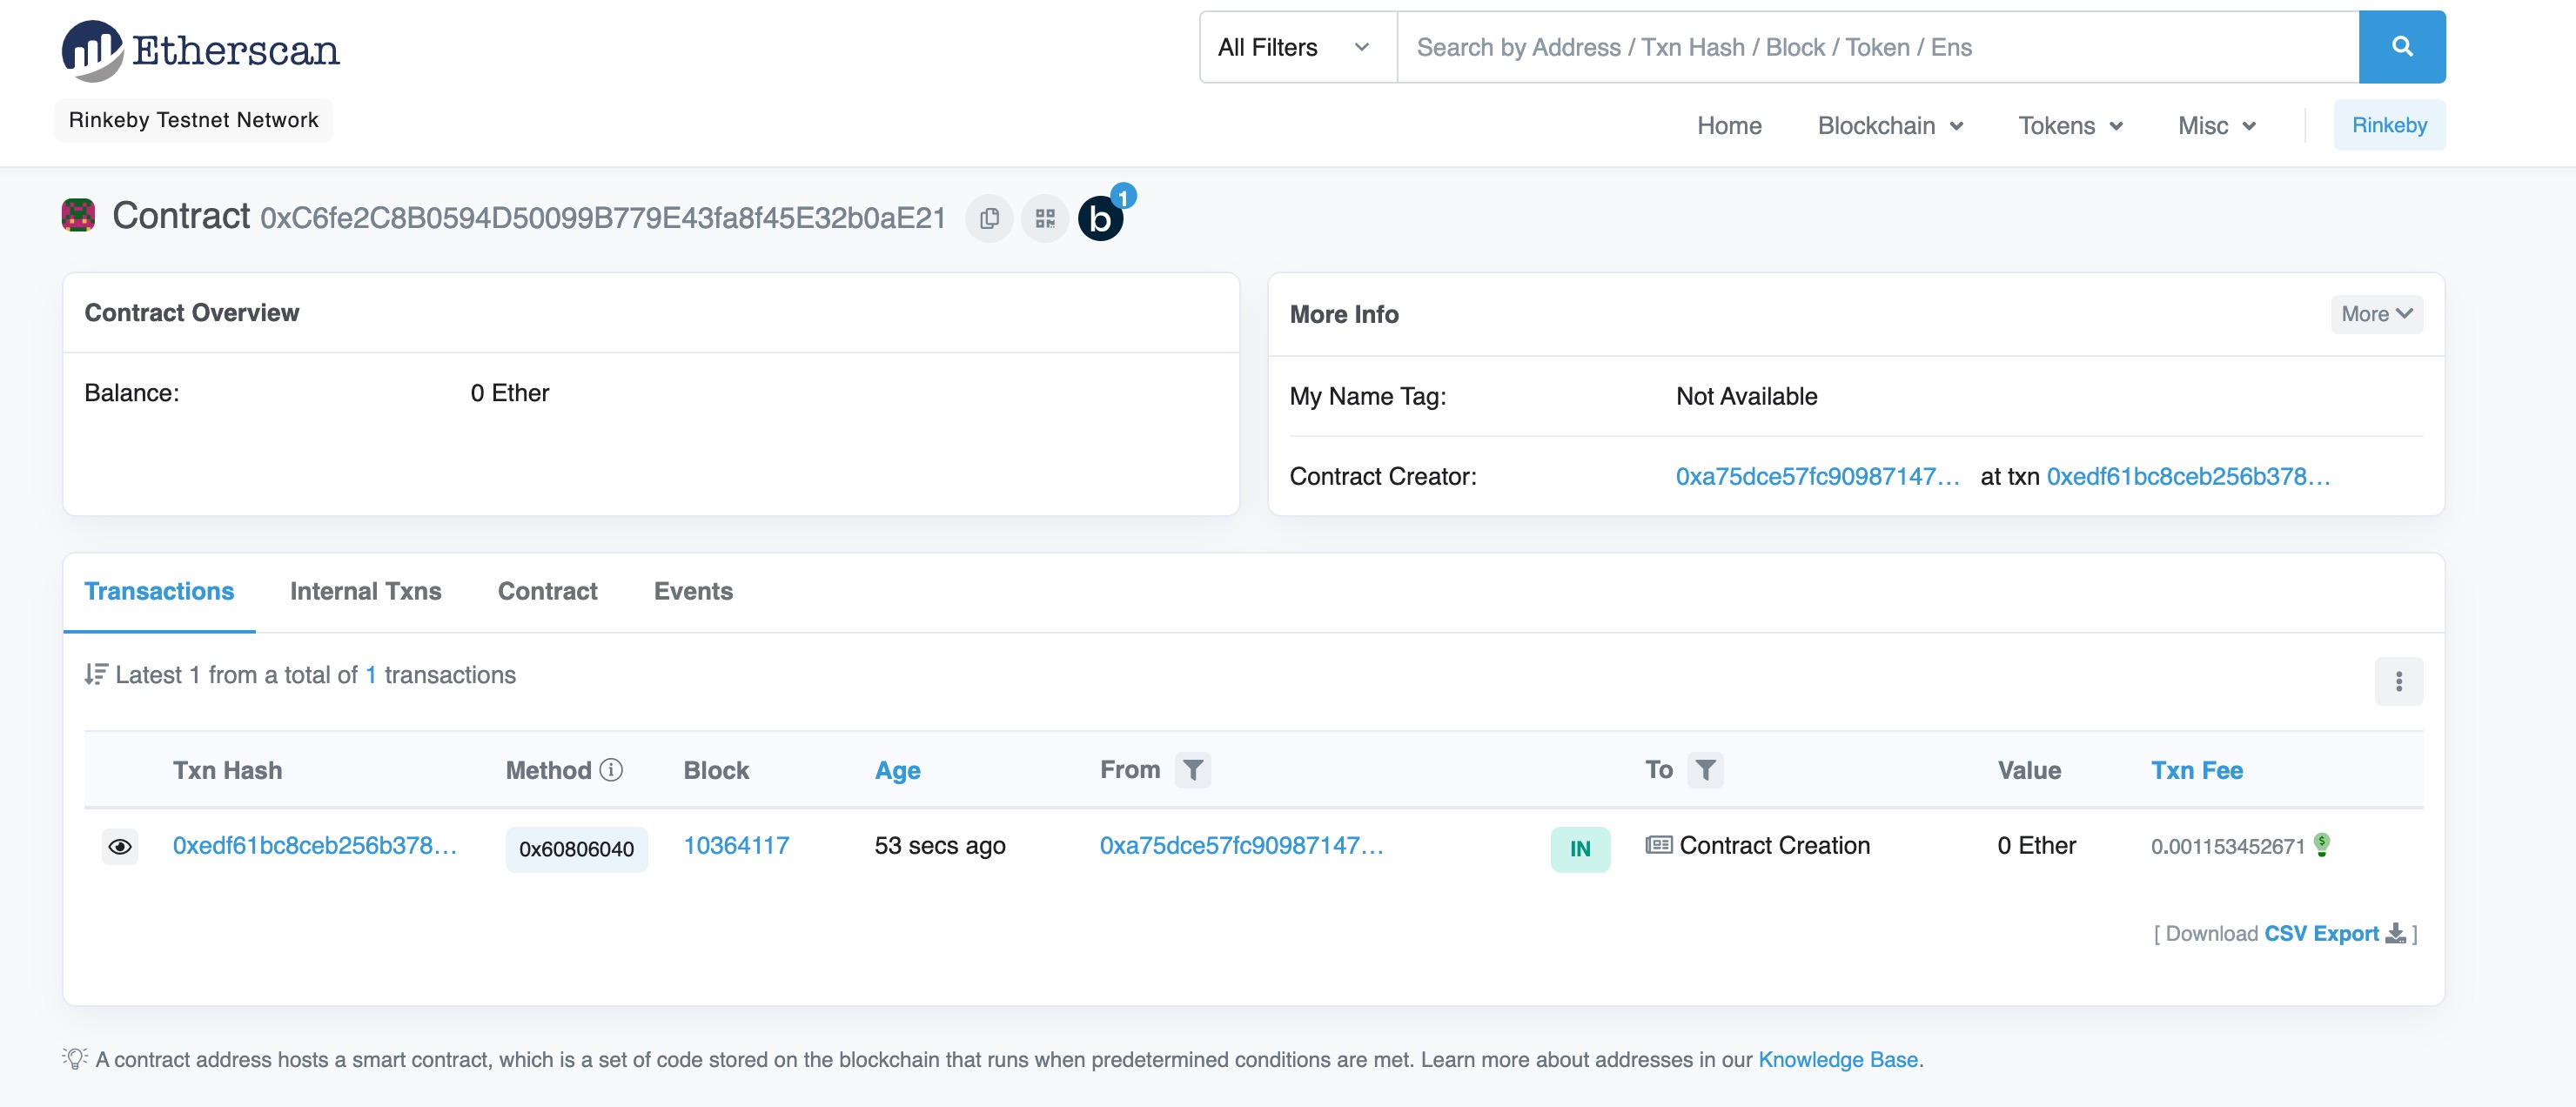 Etherscan
All Filters
Search by Address / Txn Hash / Block / Token / Ens
Rinkeby Testnet Network
Home Blockchain Tokens Misc Rinkeby
Contract 0xC6fe2C8B0594D50099B779E43fa8f45E32b0aE21 b 1
Contract Overview
Balance: 0 Ether
More Info More
My Name Tag: Not Available
Contract Creator: 0xa75dce57fc90987147... at txn 0xedf61bc8ceb256b378...
Transactions Internal Txns Contract Events
Latest 1 from a total of 1 transactions
Txn Hash Method Block Age From To Value Txn Fee
0xedf61bc8ceb256b378... 0x60806040 10364117 53 secs ago 0xa75dce57fc90987147... IN Contract Creation 0 Ether 0.001153452671 $
[ Download CSV Export ]
A contract address hosts a smart contract, which is a set of code stored on the blockchain that runs when predetermined conditions are met. Learn more about addresses in our Knowledge Base.